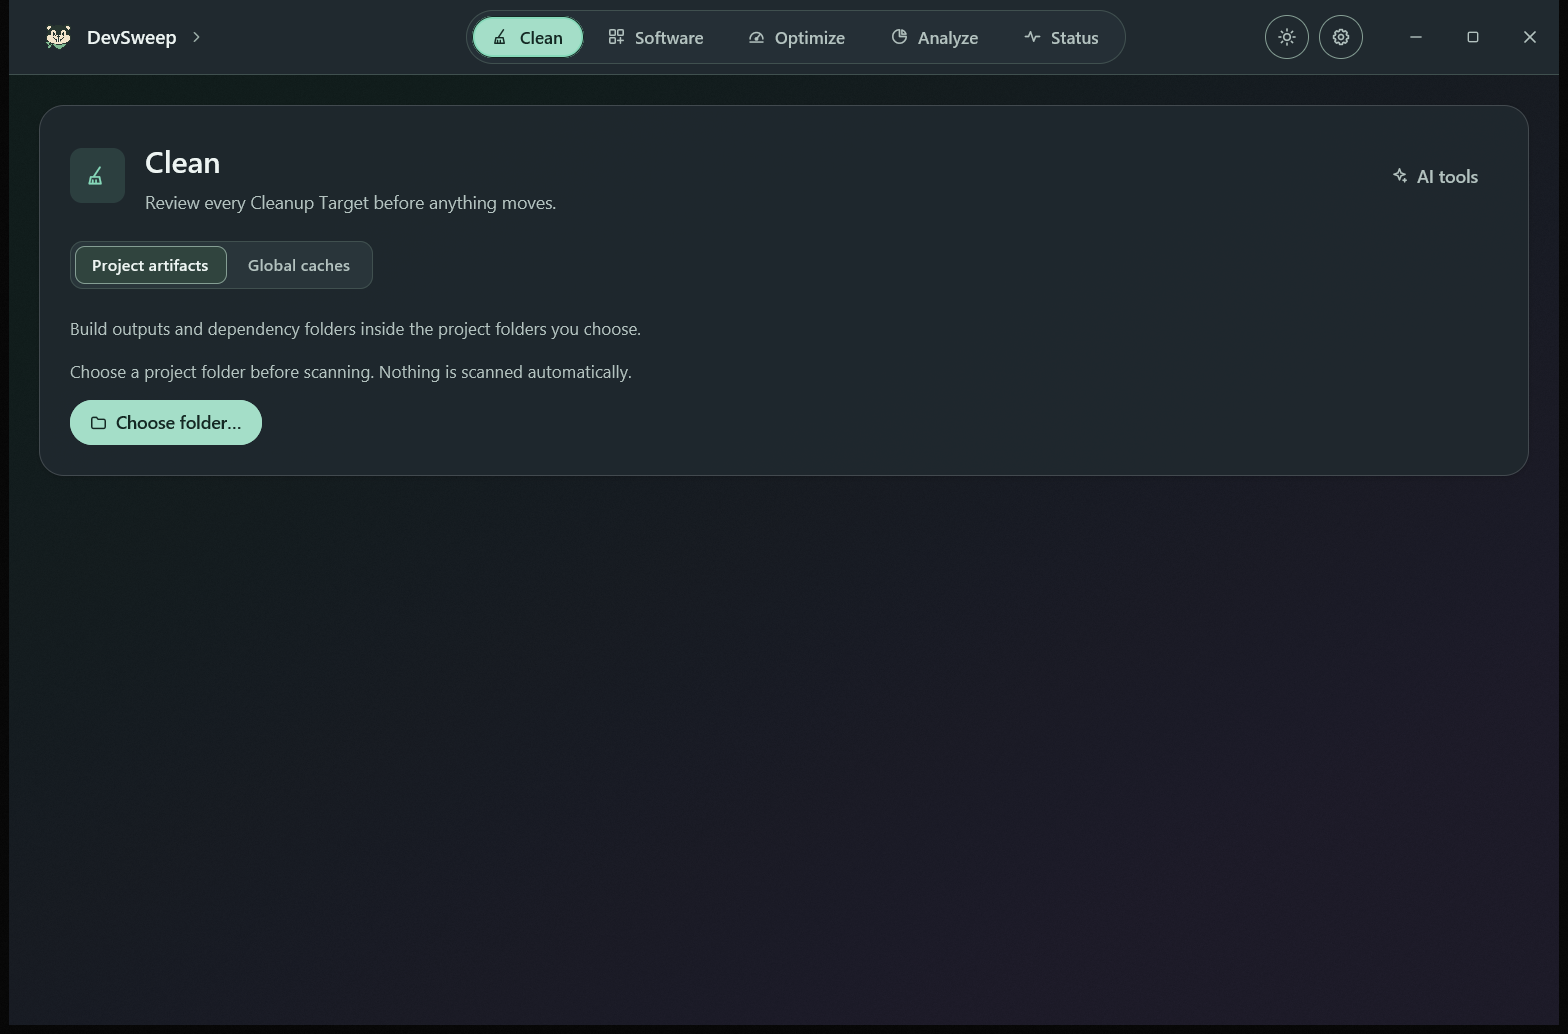 DevSweep
Clean
Software
Optimize
Analyze
Status
Clean
Review every Cleanup Target before anything moves.
AI tools
Project artifacts
Global caches
Build outputs and dependency folders inside the project folders you choose.
Choose a project folder before scanning. Nothing is scanned automatically.
Choose folder...